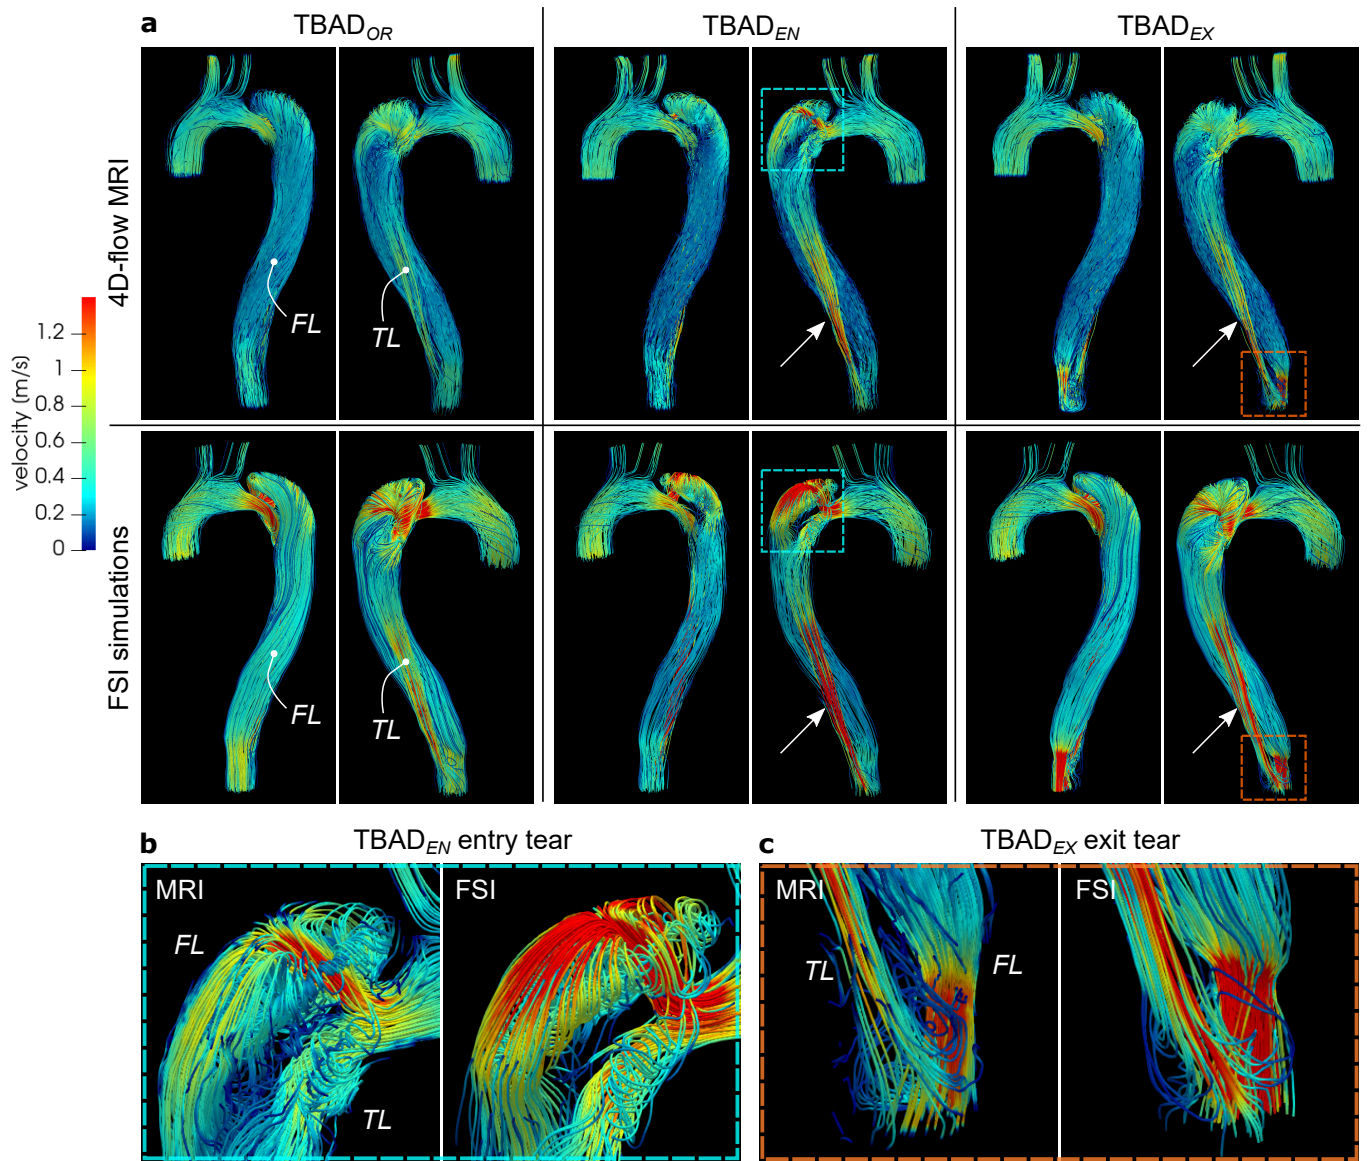 a
TBAD_OR
TBAD_EN
TBAD_EX
4D-flow MRI
FL
TL
velocity (m/s)
1.2
1
0.8
0.6
0.4
0.2
0
FSI simulations
FL
TL
b
TBAD_EN entry tear
MRI
FSI
FL
TL
c
TBAD_EX exit tear
MRI
FSI
TL
FL